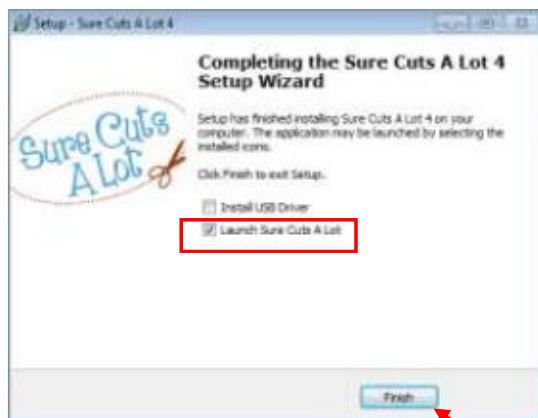 Setup - Sure Cuts A Lot 4
Completing the Sure Cuts A Lot 4
Setup Wizard
Setup has finished installing Sure Cuts A Lot 4 on your
computer. The application may be launched by selecting the
installed icons.
Click Finish to exit Setup.
Sure Cuts
A Lot
Install USB Driver
Launch Sure Cuts A Lot
Finish